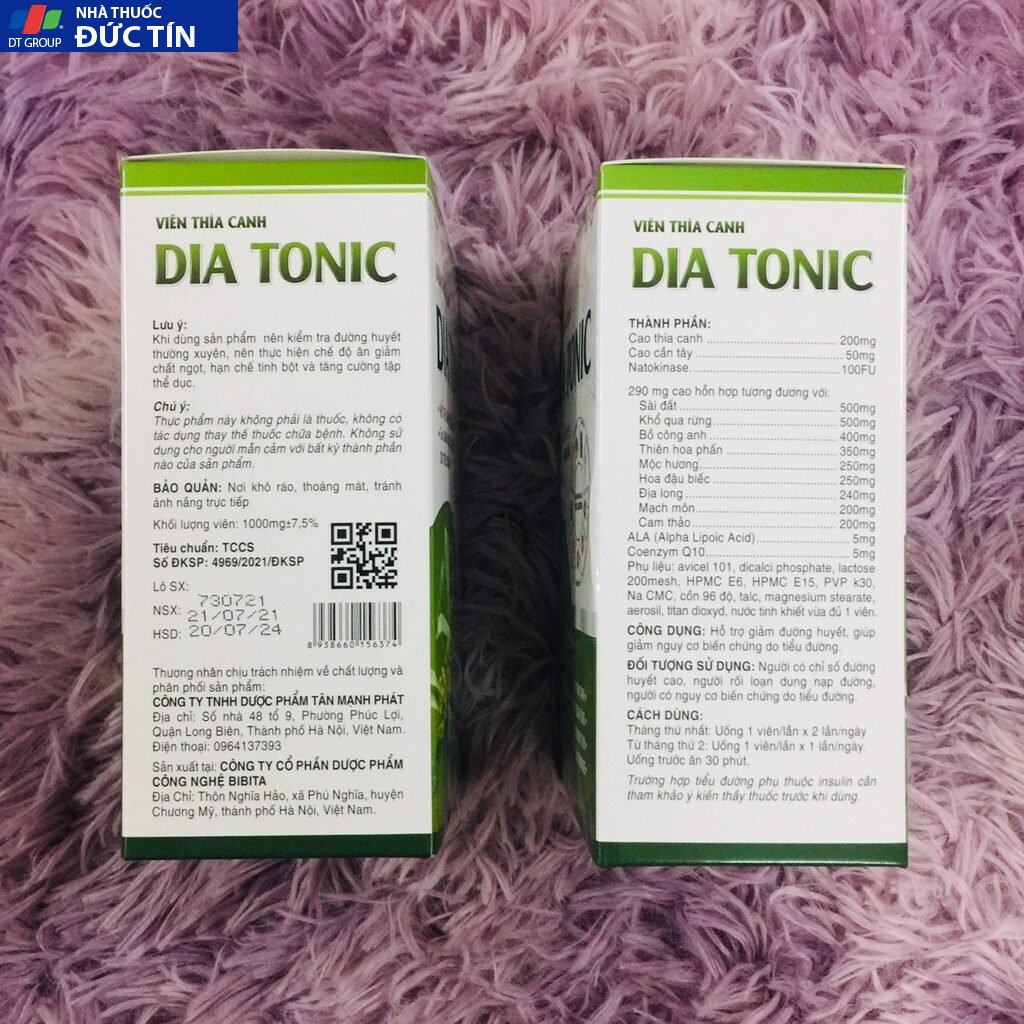 NHÀ THUỐC
DT GROUP
ĐỨC TÍN
VIÊN THÌA CANH
DIA TONIC
Lưu ý:
Khi dùng sản phẩm nên kiểm tra đường huyết
thường xuyên, nên thực hiện chế độ ăn giảm
chất ngọt, hạn chế tinh bột và tăng cường tập
thể dục.
Chú ý:
Thực phẩm này không phải là thuốc, không có
tác dụng thay thế thuốc chữa bệnh. Không sử
dụng cho người mẫn cảm với bất kỳ thành phần
nào của sản phẩm.
BẢO QUẢN: Nơi khô ráo, thoáng mát, tránh
ánh nắng trực tiếp
Khối lượng viên: 1000mg±7,5%
Tiêu chuẩn: TCCS
Số ĐKSP: 4969/2021/ĐKSP
Lô SX: 730721
NSX: 21/07/21
HSD: 20/07/24
8 938660 156374
Thương nhân chịu trách nhiệm về chất lượng và
phân phối sản phẩm:
CÔNG TY TNHH DƯỢC PHẨM TÂN MẠNH PHÁT
Địa chỉ: Số nhà 48 tổ 9, Phường Phúc Lợi,
Quận Long Biên, Thành phố Hà Nội, Việt Nam.
Điện thoại: 0964137393
Sản xuất tại: CÔNG TY CỔ PHẦN DƯỢC PHẨM
CÔNG NGHỆ BIBITA
Địa Chỉ: Thôn Nghĩa Hảo, xã Phú Nghĩa, huyện
Chương Mỹ, thành phố Hà Nội, Việt Nam.
VIÊN THÌA CANH
DIA TONIC
THÀNH PHẦN:
Cao thìa canh 200mg
Cao cần tây 50mg
Natokinase 100FU
290 mg cao hỗn hợp tương đương với:
Sài đất 500mg
Khổ qua rừng 500mg
Bồ công anh 400mg
Thiên hoa phấn 350mg
Mộc hương 250mg
Hoa đậu biếc 250mg
Địa long 240mg
Mạch môn 200mg
Cam thảo 200mg
ALA (Alpha Lipoic Acid) 5mg
Coenzym Q10 5mg
Phụ liệu: avicel 101, dicalci phosphate, lactose
200mesh, HPMC E6, HPMC E15, PVP k30,
Na CMC, cồn 96 độ, talc, magnesium stearate,
aerosil, titan dioxyd, nước tinh khiết vừa đủ 1 viên.
CÔNG DỤNG: Hỗ trợ giảm đường huyết, giúp
giảm nguy cơ biến chứng do tiểu đường.
ĐỐI TƯỢNG SỬ DỤNG: Người có chỉ số đường
huyết cao, người rối loạn dung nạp đường,
người có nguy cơ biến chứng do tiểu đường.
CÁCH DÙNG:
Tháng thứ nhất: Uống 1 viên/lần x 2 lần/ngày
Từ tháng thứ 2: Uống 1 viên/lần x 1 lần/ngày.
Uống trước ăn 30 phút.
Trường hợp tiểu đường phụ thuộc insulin cần
tham khảo ý kiến thầy thuốc trước khi dùng.